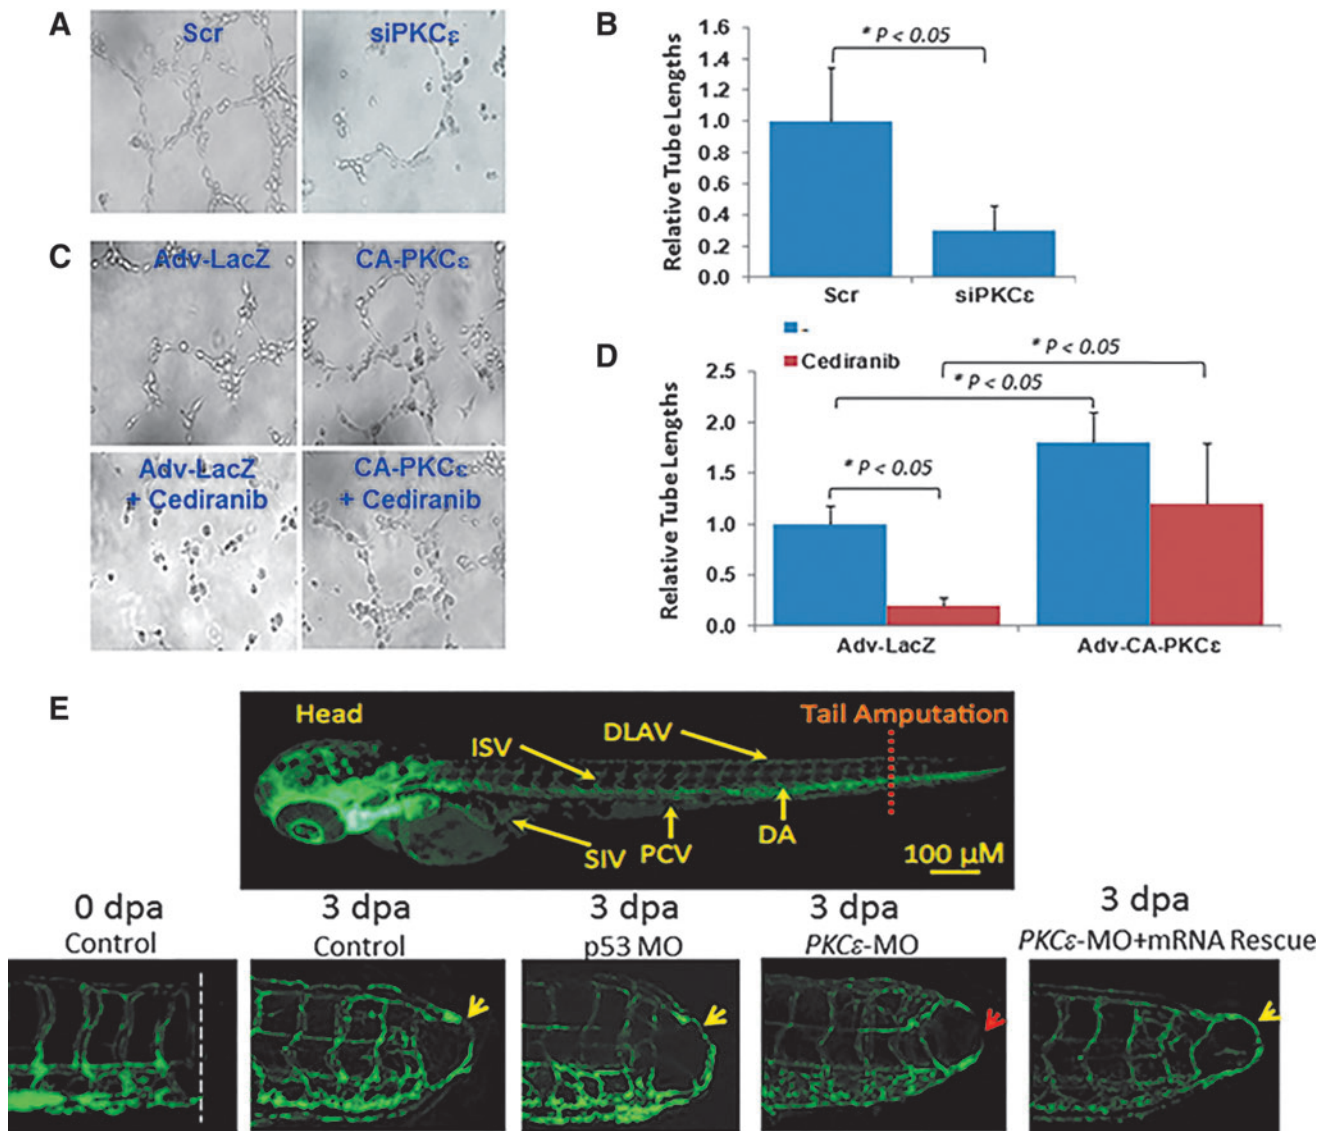 A
Scr
siPKCε
B
1.6
1.4
1.2
1.0
0.8
0.6
0.4
0.2
0.0
Relative Tube Lengths
* P < 0.05
Scr
siPKCε
C
Adv-LacZ
CA-PKCε
Adv-LacZ
+ Cediranib
CA-PKCε
+ Cediranib
D
-
Cediranib
2.5
2.0
1.5
1.0
0.5
0.0
Relative Tube Lengths
* P < 0.05
* P < 0.05
* P < 0.05
Adv-LacZ
Adv-CA-PKCε
E
Head
ISV
DLAV
Tail Amputation
SIV
PCV
DA
100 µM
0 dpa
Control
3 dpa
Control
3 dpa
p53 MO
3 dpa
PKCε-MO
3 dpa
PKCε-MO+mRNA Rescue